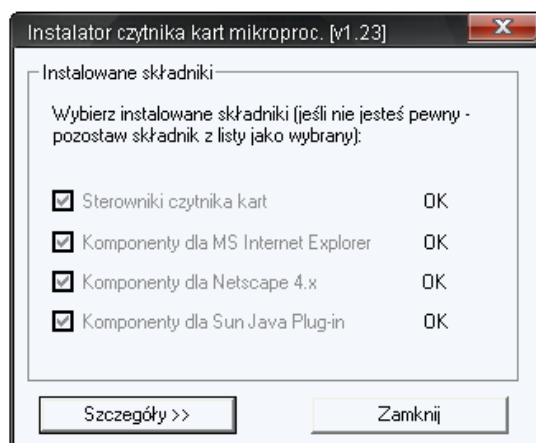 Instalator czytnika kart mikroproc. [v1.23]
Instalowane składniki
Wybierz instalowane składniki (jeśli nie jesteś pewny -
pozostaw składnik z listy jako wybrany):
Sterowniki czytnika kart OK
Komponenty dla MS Internet Explorer OK
Komponenty dla Netscape 4.x OK
Komponenty dla Sun Java Plug-in OK
Szczegóły >> Zamknij